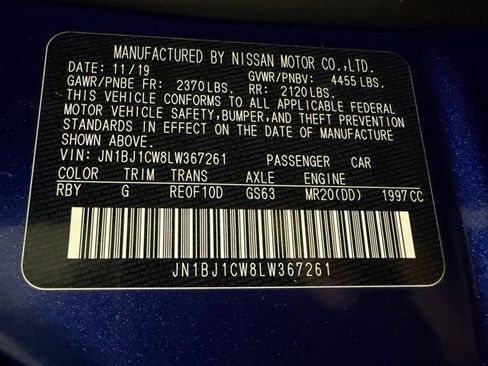 MANUFACTURED BY NISSAN MOTOR CO.,LTD.
DATE: 11/19 GVWR/PNBV: 4455 LBS.
GAWR/PNBE FR: 2370 LBS. RR: 2120 LBS.
THIS VEHICLE CONFORMS TO ALL APPLICABLE FEDERAL
MOTOR VEHICLE SAFETY,BUMPER,AND THEFT PREVENTION
STANDARDS IN EFFECT ON THE DATE OF MANUFACTURE
SHOWN ABOVE.
VIN: JN1BJ1CW8LW367261 PASSENGER CAR
COLOR TRIM TRANS AXLE ENGINE
RBY G RE0F10D GS63 MR20(DD) 1997CC
JN1BJ1CW8LW367261